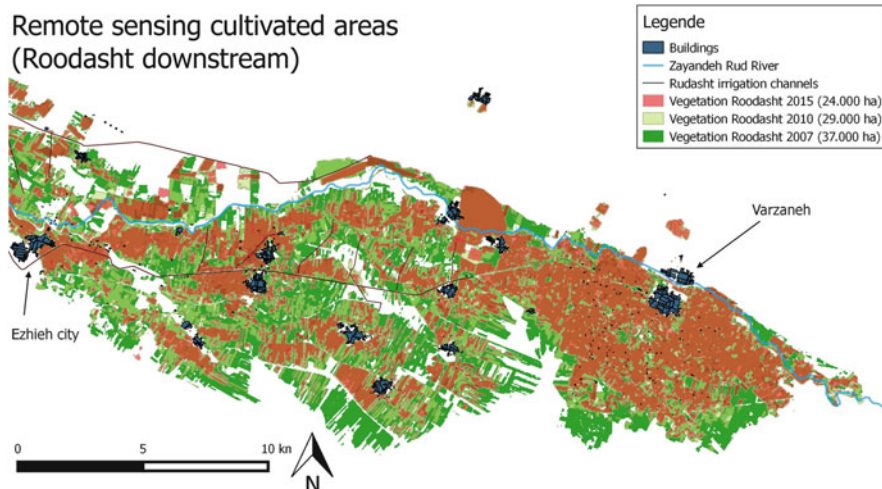 Remote sensing cultivated areas
(Roodasht downstream)
Legende
Buildings
Zayandeh Rud River
Rudasht irrigation channels
Vegetation Roodasht 2015 (24.000 ha)
Vegetation Roodasht 2010 (29.000 ha)
Vegetation Roodasht 2007 (37.000 ha)
Varzaneh
Ezhieh city
0 5 10 kn
N